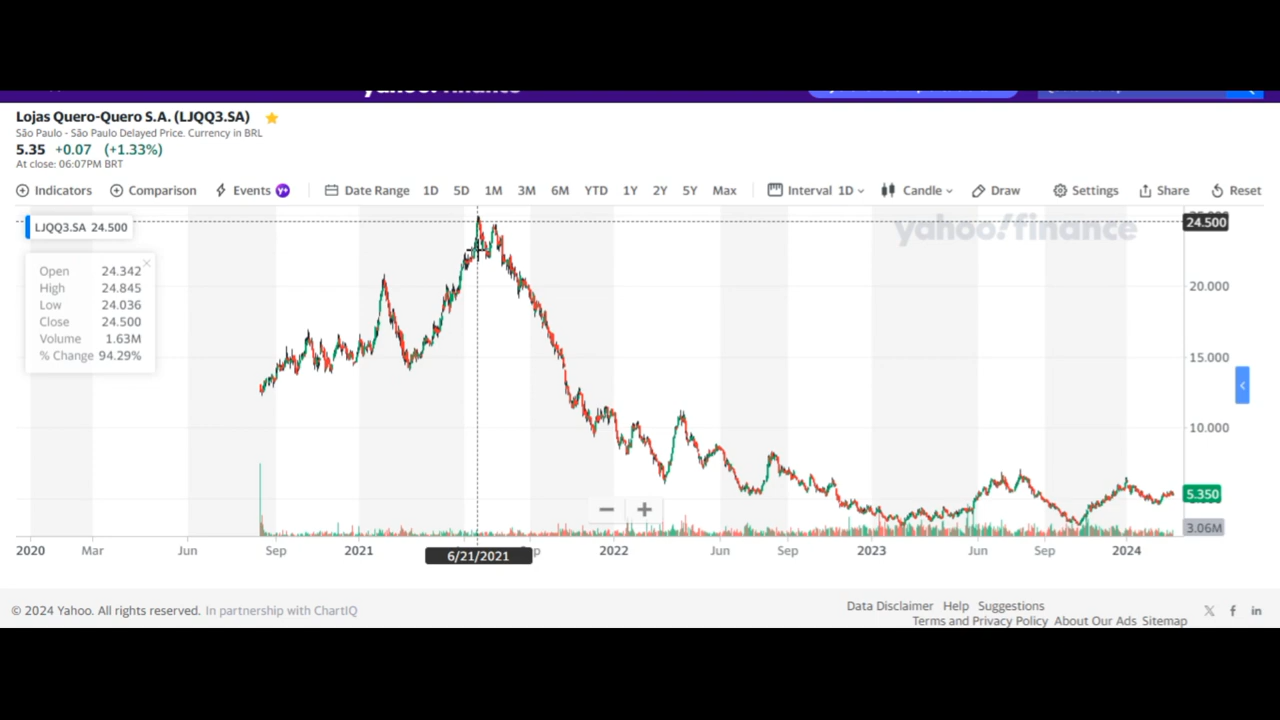 Lojas Quero-Quero S.A. (LJQQ3.SA)
São Paulo - São Paulo Delayed Price. Currency in BRL
5.35 +0.07 (+1.33%)
At close: 06:07PM BRT
Indicators Comparison Events Y+ Date Range 1D 5D 1M 3M 6M YTD 1Y 2Y 5Y Max Interval 1D Candle Draw Settings Share Reset
LJQQ3.SA 24.500
yahoo!finance
24.500
Open 24.342
High 24.845
Low 24.036
Close 24.500
Volume 1.63M
% Change 94.29%
20.000
15.000
10.000
5.350
3.06M
2020 Mar Jun Sep 2021 6/21/2021 2022 Jun Sep 2023 Jun Sep 2024
© 2024 Yahoo. All rights reserved. In partnership with ChartIQ
Data Disclaimer Help Suggestions
Terms and Privacy Policy About Our Ads Sitemap